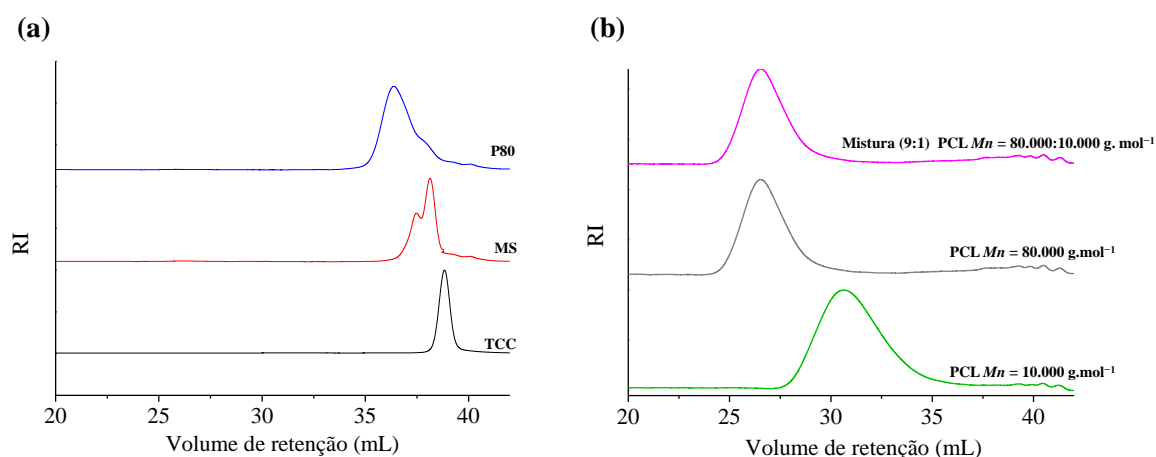 (a)
RI
P80
MS
TCC
20 25 30 35 40
Volume de retenção (mL)
(b)
RI
Mistura (9:1) PCL Mn = 80.000:10.000 g. mol⁻¹
PCL Mn = 80.000 g.mol⁻¹
PCL Mn = 10.000 g.mol⁻¹
20 25 30 35 40
Volume de retenção (mL)